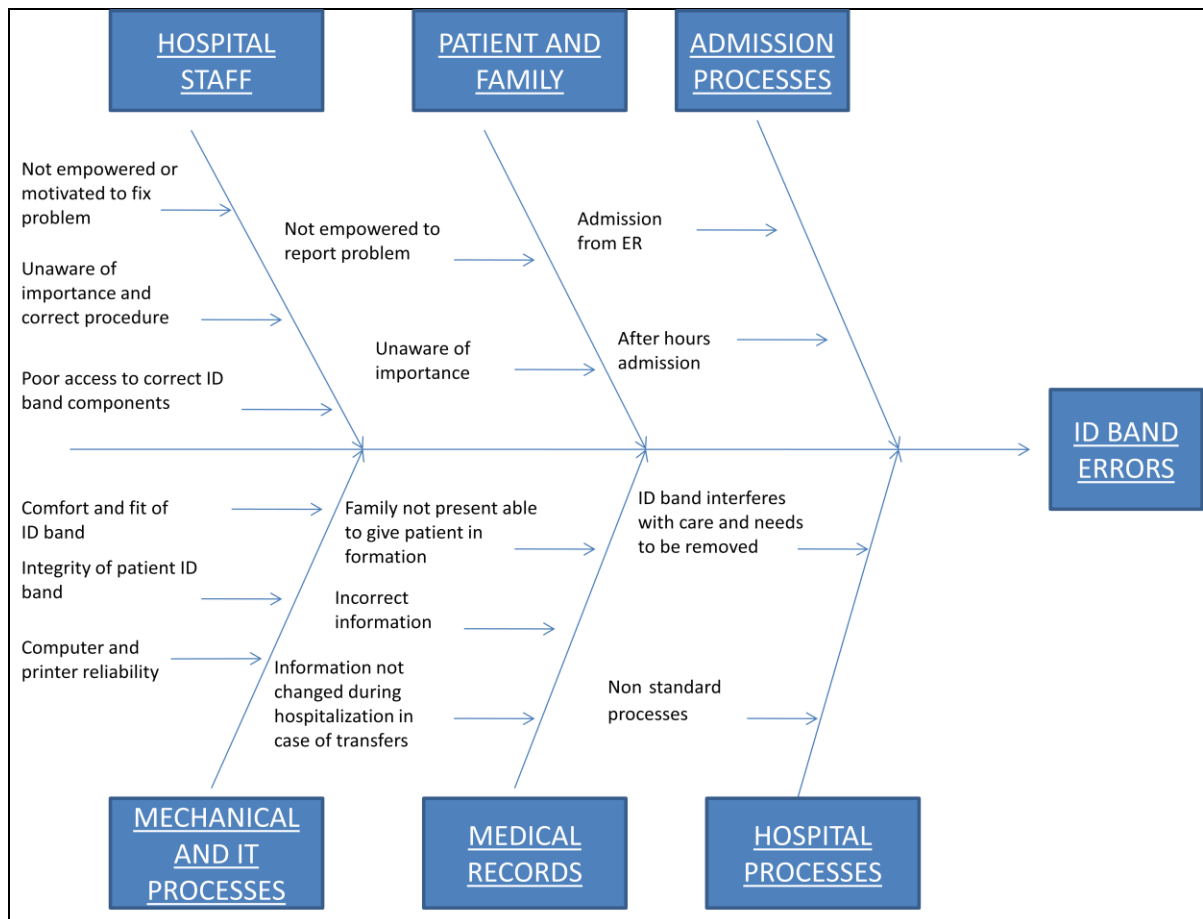 HOSPITAL
STAFF
PATIENT AND
FAMILY
ADMISSION
PROCESSES
Not empowered or
motivated to fix
problem
Unaware of
importance and
correct procedure
Poor access to correct ID
band components
Not empowered to
report problem
Unaware of
importance
Admission
from ER
After hours
admission
ID BAND
ERRORS
Comfort and fit of
ID band
Integrity of patient ID
band
Computer and
printer reliability
Family not present able
to give patient in
formation
Incorrect
information
Information not
changed during
hospitalization in
case of transfers
ID band interferes
with care and needs
to be removed
Non standard
processes
MECHANICAL
AND IT
PROCESSES
MEDICAL
RECORDS
HOSPITAL
PROCESSES